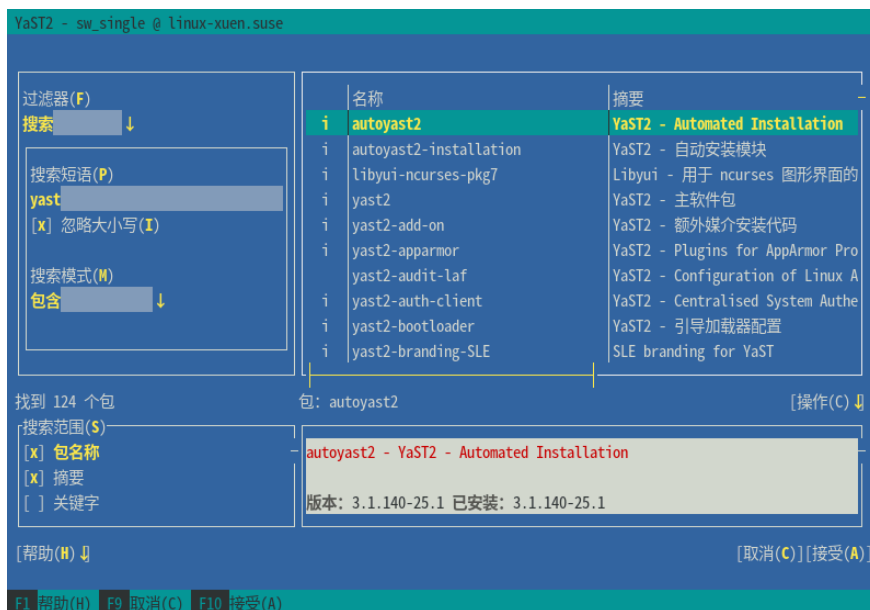 YaST2 - sw_single @ linux-xuen.suse
过滤器(F)
搜索 ↓
搜索短语(P)
yast
[x] 忽略大小写(I)
搜索模式(M)
包含 ↓
名称 摘要
i autoyast2 YaST2 - Automated Installation
i autoyast2-installation YaST2 - 自动安装模块
i libyui-ncurses-pkg7 Libyui - 用于 ncurses 图形界面的
i yast2 YaST2 - 主软件包
i yast2-add-on YaST2 - 额外媒介安装代码
i yast2-apparmor YaST2 - Plugins for AppArmor Pro
yast2-audit-laf YaST2 - Configuration of Linux A
i yast2-auth-client YaST2 - Centralised System Authe
i yast2-bootloader YaST2 - 引导加载器配置
i yast2-branding-SLE SLE branding for YaST
找到 124 个包
包: autoyast2 [操作(C)↓]
搜索范围(S)
[x] 包名称
[x] 摘要
[ ] 关键字
autoyast2 - YaST2 - Automated Installation
版本: 3.1.140-25.1 已安装: 3.1.140-25.1
[帮助(H)↓] [取消(C)][接受(A)]
F1 帮助(H) F9 取消(C) F10 接受(A)